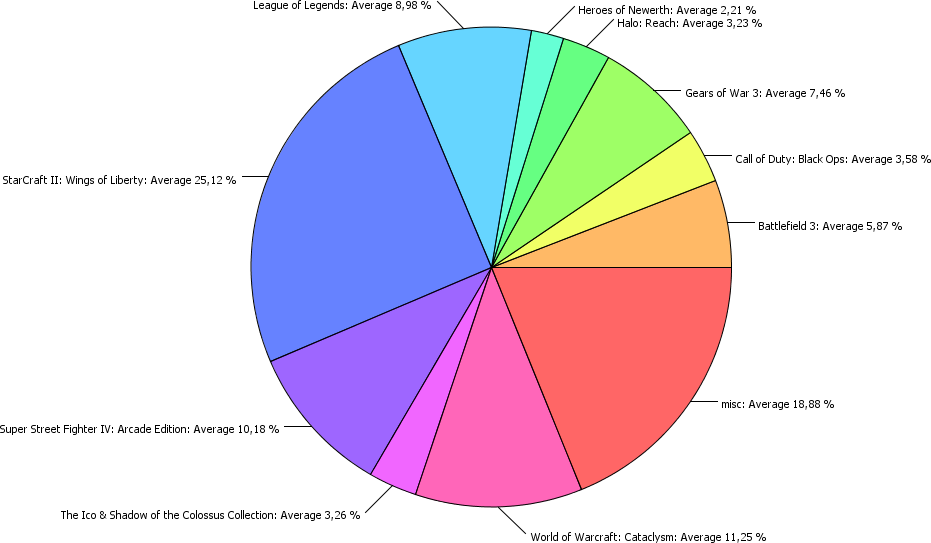 League of Legends: Average 8,98 %
Heroes of Newerth: Average 2,21 %
Halo: Reach: Average 3,23 %
Gears of War 3: Average 7,46 %
Call of Duty: Black Ops: Average 3,58 %
StarCraft II: Wings of Liberty: Average 25,12 %
Battlefield 3: Average 5,87 %
misc: Average 18,88 %
Super Street Fighter IV: Arcade Edition: Average 10,18 %
The Ico & Shadow of the Colossus Collection: Average 3,26 %
World of Warcraft: Cataclysm: Average 11,25 %